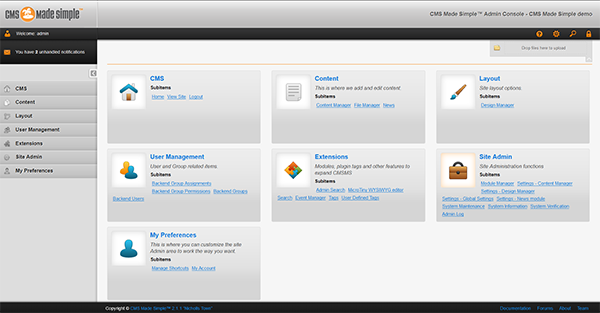 CMS Made Simple™
CMS Made Simple™ Admin Console - CMS Made Simple demo
Welcome: admin
You have 2 unhandled notifications
Drop files here to upload
CMS
Content
Layout
User Management
Extensions
Site Admin
My Preferences
CMS
Subitems
Home View Site Logout
Content
This is where we add and edit content.
Subitems
Content Manager File Manager News
Layout
Site layout options.
Subitems
Design Manager
User Management
User and Group related items
Subitems
Backend Group Assignments
Backend Group Permissions Backend Groups
Backend Users
Extensions
Modules, plugin tags and other features to
expand CMSMS
Subitems
Admin Search MicroTiny WYSIWYG editor
Search Event Manager Tags User Defined Tags
Site Admin
Site Administration functions
Subitems
Module Manager Settings - Content Manager
Settings - Design Manager
Settings - Global Settings Settings - News module
System Maintenance System Information System Verification
Admin Log
My Preferences
This is where you can customize the site
Admin area to work the way you want.
Subitems
Manage Shortcuts My Account
Copyright © CMS Made Simple™ 2.1.1
Documentation Forums About Team